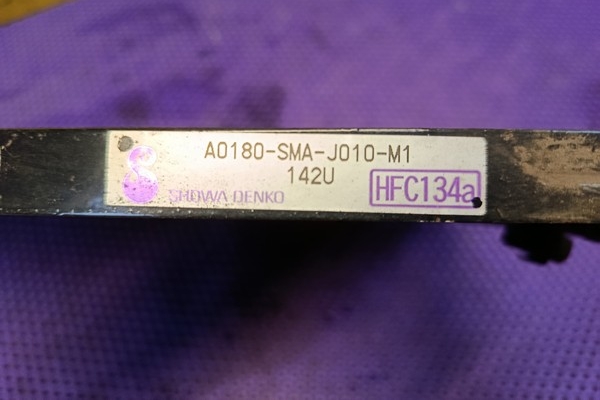 A0180-SMA-J010-M1
142U
SHOWA DENKO
HFC134a